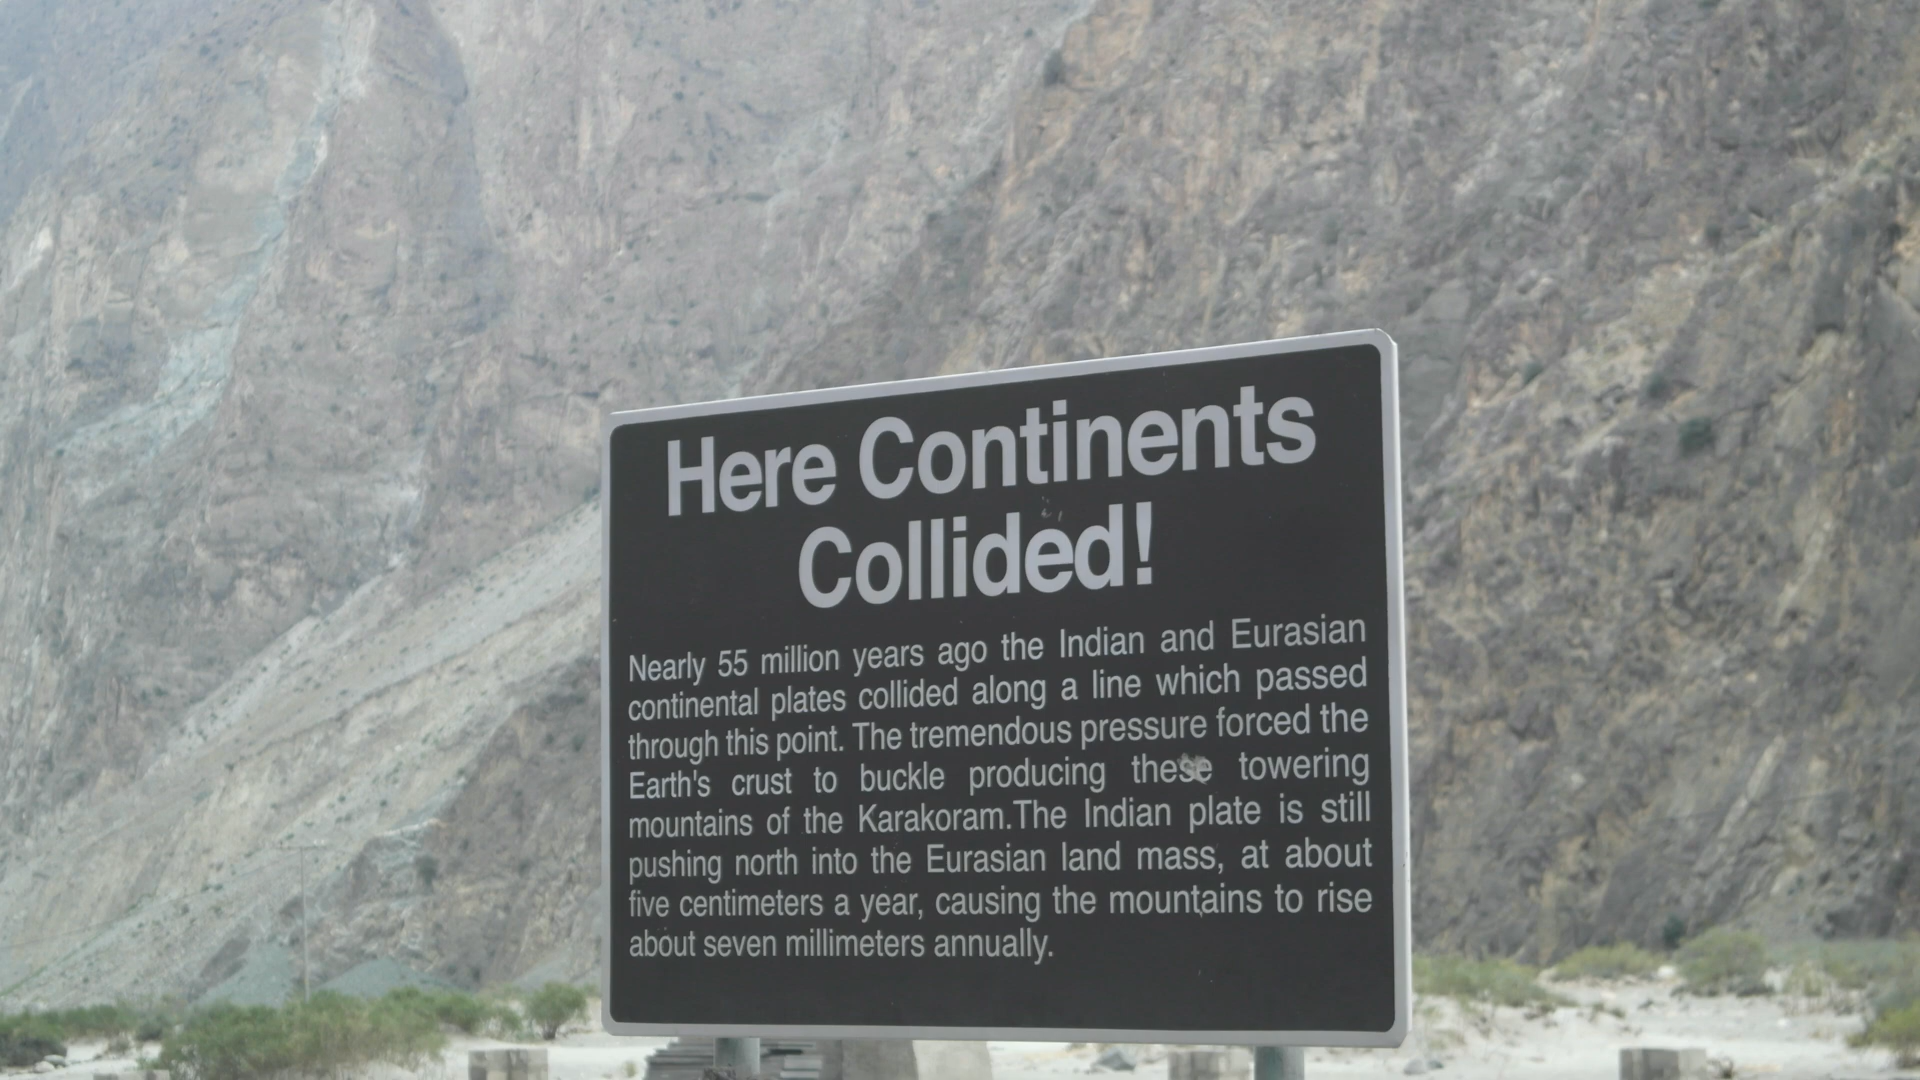 Here Continents
Collided!
Nearly 55 million years ago the Indian and Eurasian
continental plates collided along a line which passed
through this point. The tremendous pressure forced the
Earth's crust to buckle producing these towering
mountains of the Karakoram.The Indian plate is still
pushing north into the Eurasian land mass, at about
five centimeters a year, causing the mountains to rise
about seven millimeters annually.